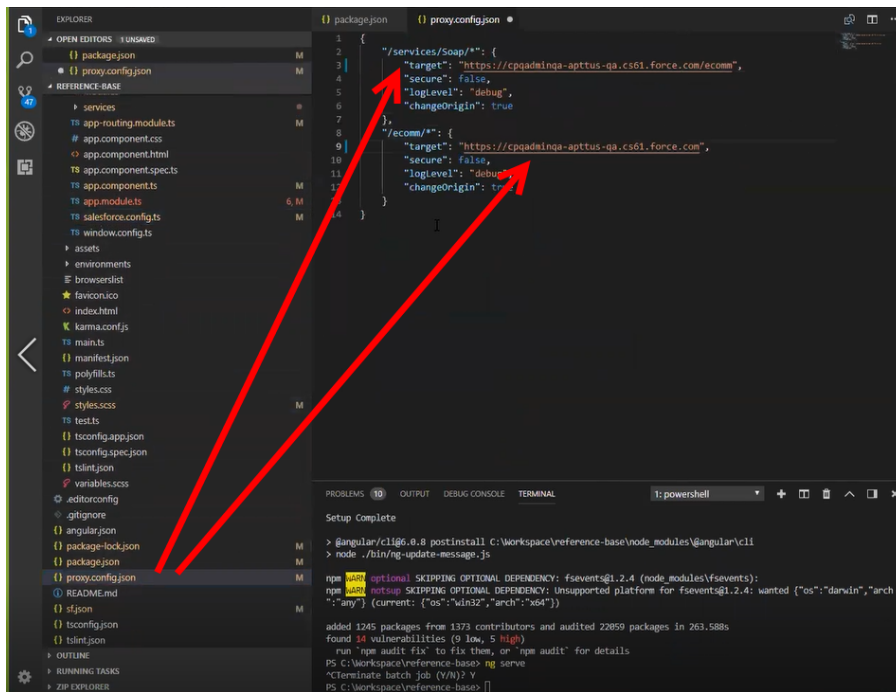 EXPLORER
OPEN EDITORS 1 UNSAVED
{} package.json M
{} proxy.config.json M
REFERENCE-BASE
services
TS app-routing.module.ts M
# app.component.css
<> app.component.html
TS app.component.spec.ts
TS app.component.ts M
TS app.module.ts 6, M
TS salesforce.config.ts M
TS window.config.ts
assets
environments
browserslist
favicon.ico
<> index.html
karma.conf.js
TS main.ts
{} manifest.json
TS polyfills.ts
# styles.css
styles.scss M
TS test.ts
{} tsconfig.app.json
{} tsconfig.spec.json
{} tslint.json
variables.scss
.editorconfig
.gitignore
{} angular.json
{} package-lock.json M
{} package.json M
{} proxy.config.json M
README.md
{} sf.json M
{} tsconfig.json
{} tslint.json
OUTLINE
RUNNING TASKS
ZIP EXPLORER
1
47
{} package.json {} proxy.config.json
1 {
2 "/services/Soap/*": {
3 "target": "https://cpqadminqa-apttus-qa.cs61.force.com/ecomm",
4 "secure": false,
5 "logLevel": "debug",
6 "changeOrigin": true
7 },
8 "/ecomm/*": {
9 "target": "https://cpqadminqa-apttus-qa.cs61.force.com",
10 "secure": false,
11 "logLevel": "debug",
12 "changeOrigin": true
13 }
14 }
PROBLEMS 10 OUTPUT DEBUG CONSOLE TERMINAL 1: powershell
Setup Complete
> @angular/cli@6.0.8 postinstall C:\Workspace\reference-base\node_modules\@angular\cli
> node ./bin/ng-update-message.js
npm WARN optional SKIPPING OPTIONAL DEPENDENCY: fsevents@1.2.4 (node_modules\fsevents):
npm WARN notsup SKIPPING OPTIONAL DEPENDENCY: Unsupported platform for fsevents@1.2.4: wanted {"os":"darwin","arch
":"any"} (current: {"os":"win32","arch":"x64"})
added 1245 packages from 1373 contributors and audited 22059 packages in 263.588s
found 14 vulnerabilities (9 low, 5 high)
run `npm audit fix` to fix them, or `npm audit` for details
PS C:\Workspace\reference-base> ng serve
^CTerminate batch job (Y/N)? Y
PS C:\Workspace\reference-base>